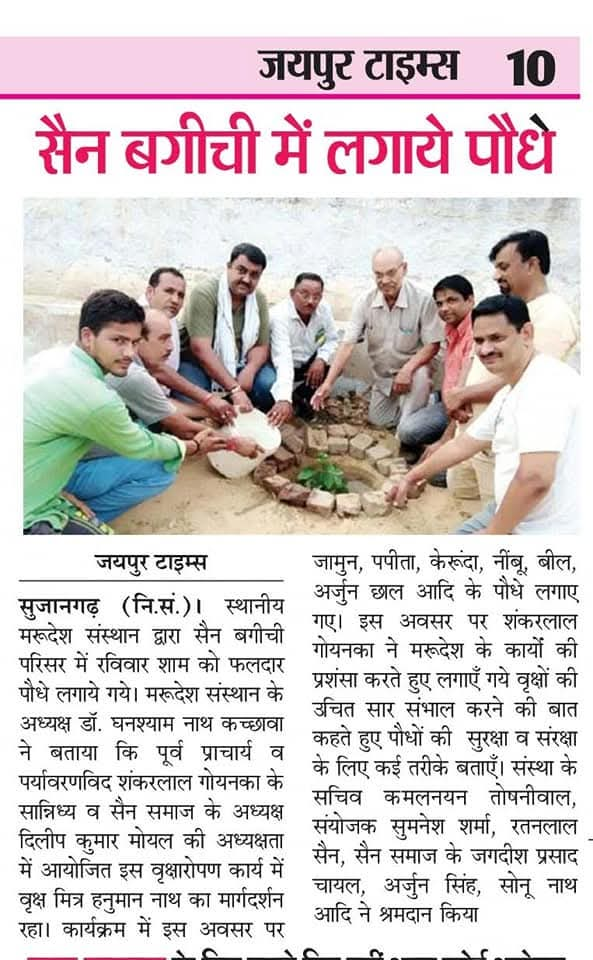 जयपुर टाइम्स 10
सैन बगीची में लगाये पौधे
जयपुर टाइम्स
सुजानगढ़ (नि.सं.)। स्थानीय
मरूदेश संस्थान द्वारा सैन बगीची
परिसर में रविवार शाम को फलदार
पौधे लगाये गये। मरूदेश संस्थान के
अध्यक्ष डॉ. घनश्याम नाथ कच्छावा
ने बताया कि पूर्व प्राचार्य व
पर्यावरणविद शंकरलाल गोयनका के
सान्निध्य व सैन समाज के अध्यक्ष
दिलीप कुमार मोयल की अध्यक्षता
में आयोजित इस वृक्षारोपण कार्य में
वृक्ष मित्र हनुमान नाथ का मार्गदर्शन
रहा। कार्यक्रम में इस अवसर पर
जामुन, पपीता, केरूंदा, नींबू, बील,
अर्जुन छाल आदि के पौधे लगाए
गए। इस अवसर पर शंकरलाल
गोयनका ने मरूदेश के कार्यों की
प्रशंसा करते हुए लगाएँ गये वृक्षों की
उचित सार संभाल करने की बात
कहते हुए पौधों की सुरक्षा व संरक्षा
के लिए कई तरीके बताएँ। संस्था के
सचिव कमलनयन तोषनीवाल,
संयोजक सुमनेश शर्मा, रतनलाल
सैन, सैन समाज के जगदीश प्रसाद
चायल, अर्जुन सिंह, सोनू नाथ
आदि ने श्रमदान किया